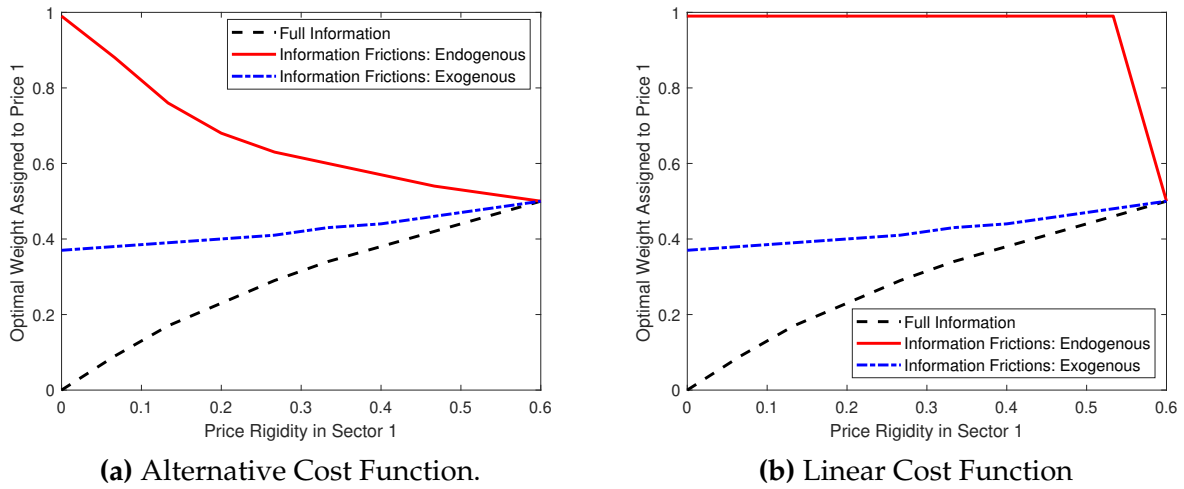 Optimal Weight Assigned to Price 1
1
0.8
0.6
0.4
0.2
0
Full Information
Information Frictions: Endogenous
Information Frictions: Exogenous
0 0.1 0.2 0.3 0.4 0.5 0.6
Price Rigidity in Sector 1
(a) Alternative Cost Function.
Optimal Weight Assigned to Price 1
1
0.8
0.6
0.4
0.2
0
Full Information
Information Frictions: Endogenous
Information Frictions: Exogenous
0 0.1 0.2 0.3 0.4 0.5 0.6
Price Rigidity in Sector 1
(b) Linear Cost Function